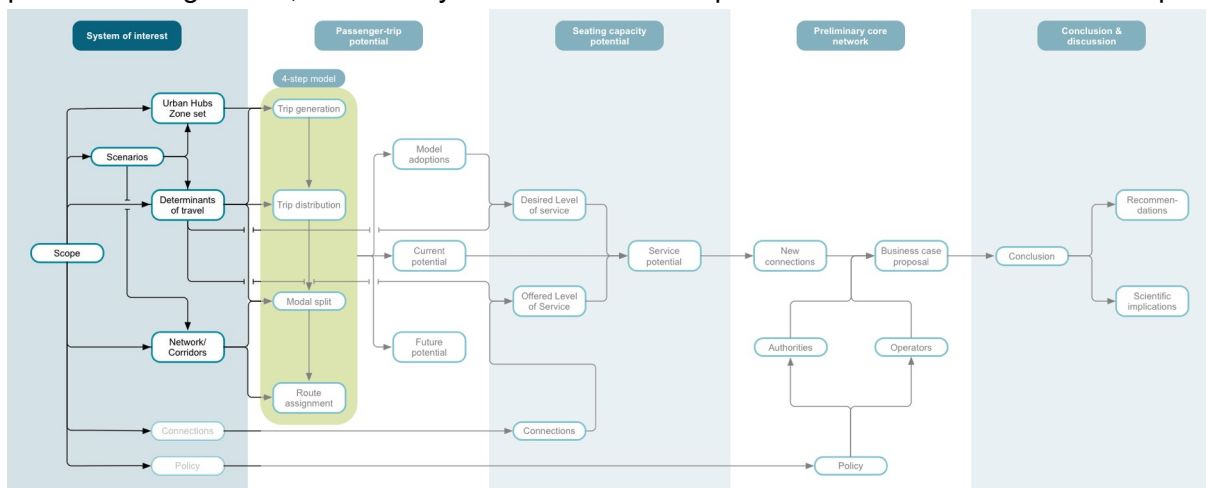 System of interest
Passenger-trip
potential
Seating capacity
potential
Preliminary core
network
Conclusion &
discussion
4-step model
Urban Hubs
Zone set
Trip generation
Scenarios
Model
adoptions
Determinants
of travel
Trip distribution
Desired Level
of service
Recommen-
dations
Scope
Current
potential
Service
potential
New
connections
Business case
proposal
Conclusion
Modal split
Offered Level
of Service
Scientific
implications
Network/
Corridors
Future
potential
Authorities
Operators
Route
assignment
Connections
Connections
Policy
Policy